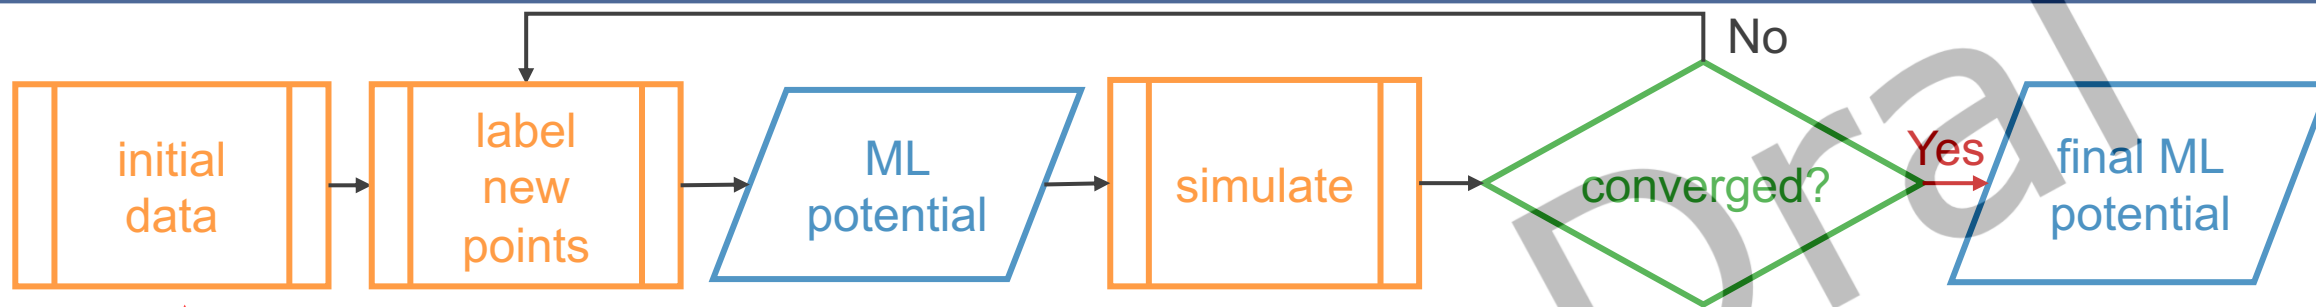 No
initial
data
label
new
points
ML
potential
simulate
converged?
Yes
final ML
potential
Dral